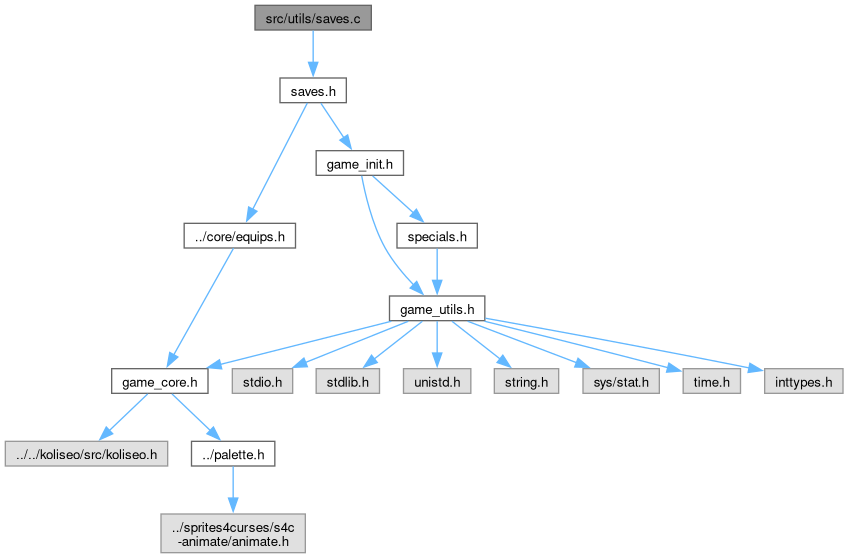 src/utils/saves.c
saves.h
game_init.h
../core/equips.h
specials.h
game_utils.h
game_core.h
stdio.h
stdlib.h
unistd.h
string.h
sys/stat.h
time.h
inttypes.h
../../koliseo/src/koliseo.h
../palette.h
../sprites4curses/s4c
-animate/animate.h